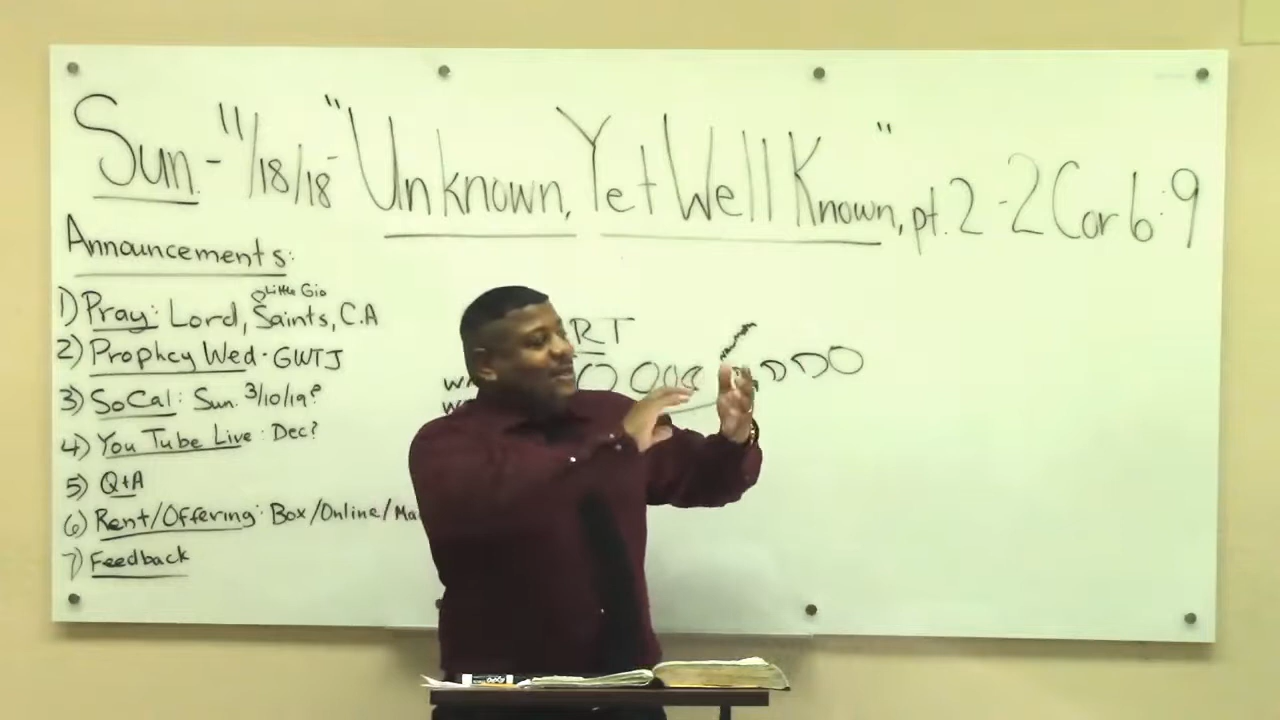 Sun. - 11/18/18 - "Unknown, Yet Well Known," pt. 2 - 2 Cor 6:9
Announcements:
Little Gio
1) Pray: Lord, Saints, C.A
2) Prophcy Wed - GWTJ
3) SoCal: Sun. 3/10/19?
4) You Tube Live: Dec?
5) Q+A
6) Rent/Offering: Box/Online/Ma
7) Feedback
RT